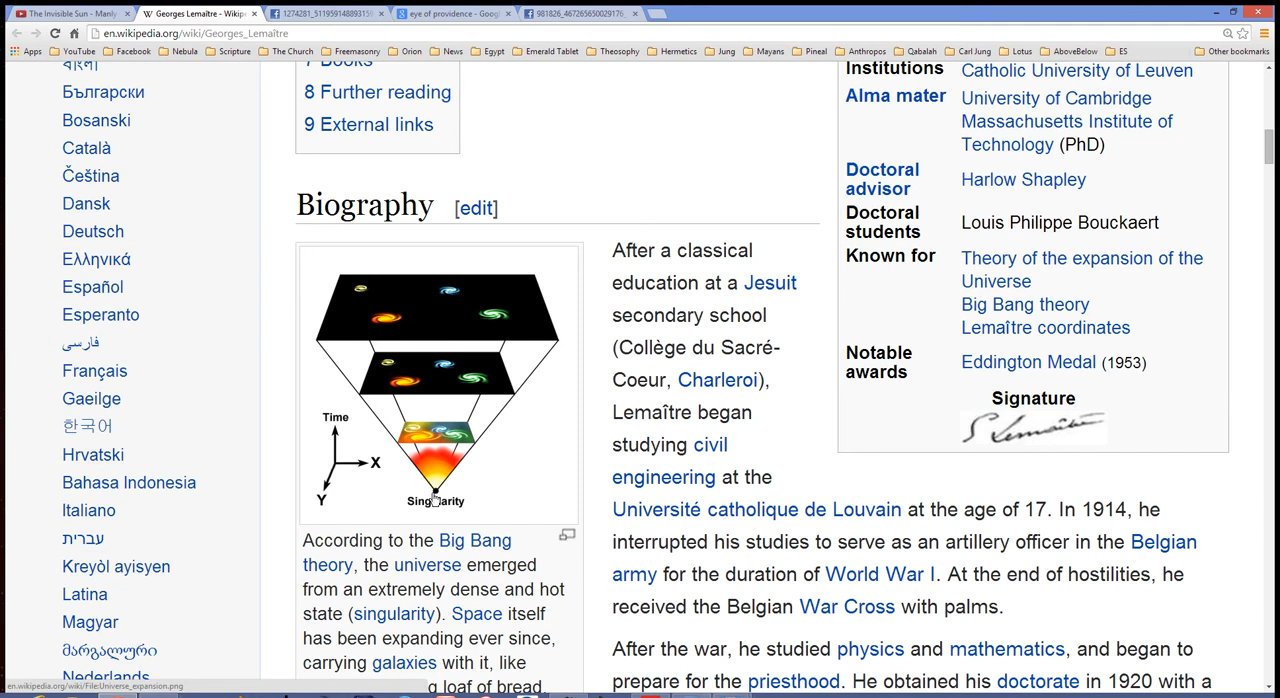 The Invisible Sun - Manly
Georges Lemaître - Wikip
1274281_51195914889315
eye of providence - Goog
981826_467265650029176_
en.wikipedia.org/wiki/Georges_Lemaître
Apps YouTube Facebook Nebula Scripture The Church Freemasonry Orion News Egypt Emerald Tablet Theosophy Hermetics Jung Mayans Pineal Anthropos Qabalah Carl Jung Lotus AboveBelow ES Other bookmarks
বাংলা
Български
Bosanski
Català
Čeština
Dansk
Deutsch
Ελληνικά
Español
Esperanto
فارسی
Français
Gaeilge
한국어
Hrvatski
Bahasa Indonesia
Italiano
עברית
Kreyòl ayisyen
Latina
Magyar
მარგალური
Nederlands
en.wikipedia.org/wiki/File:Universe_expansion.png
7 Books
8 Further reading
9 External links
Biography [edit]
Time
X
Y
Singularity
According to the Big Bang
theory, the universe emerged
from an extremely dense and hot
state (singularity). Space itself
has been expanding ever since,
carrying galaxies with it, like
g loaf of bread.
After a classical
education at a Jesuit
secondary school
(Collège du Sacré-
Coeur, Charleroi),
Lemaître began
studying civil
engineering at the
Université catholique de Louvain at the age of 17. In 1914, he
interrupted his studies to serve as an artillery officer in the Belgian
army for the duration of World War I. At the end of hostilities, he
received the Belgian War Cross with palms.
After the war, he studied physics and mathematics, and began to
prepare for the priesthood. He obtained his doctorate in 1920 with a
Institutions Catholic University of Leuven
Alma mater University of Cambridge
Massachusetts Institute of
Technology (PhD)
Doctoral
advisor
Harlow Shapley
Doctoral
students
Louis Philippe Bouckaert
Known for Theory of the expansion of the
Universe
Big Bang theory
Lemaître coordinates
Notable
awards
Eddington Medal (1953)
Signature
G Lemaître